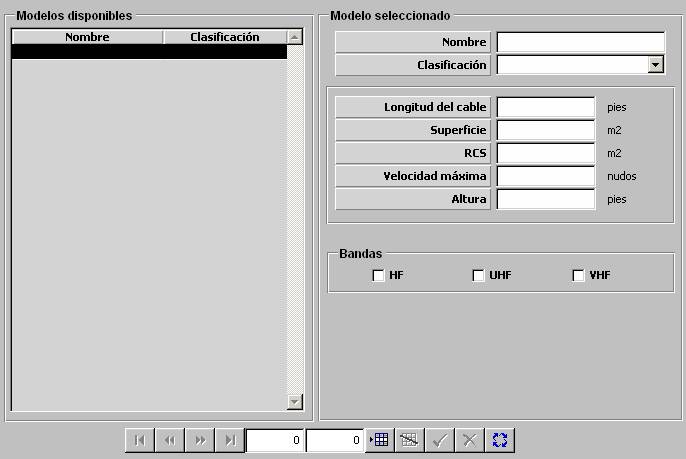 Modelos disponibles
Nombre Clasificación
Modelo seleccionado
Nombre
Clasificación
Longitud del cable pies
Superficie m2
RCS m2
Velocidad máxima nudos
Altura pies
Bandas
HF UHF VHF
0 0